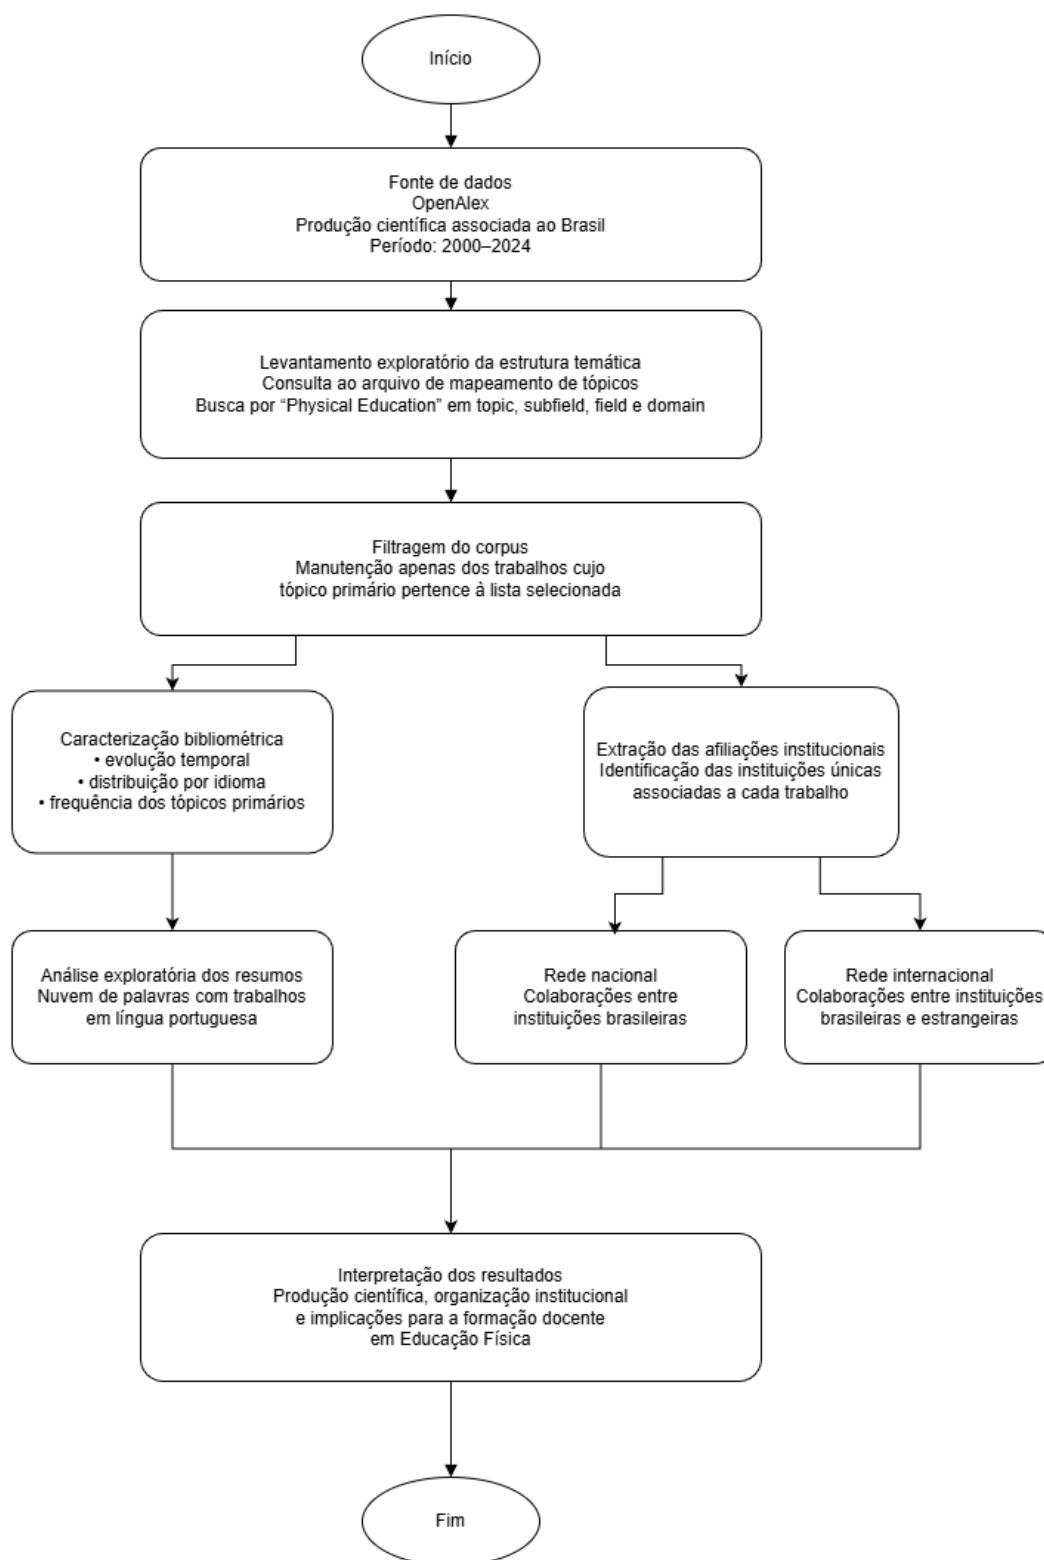 Início
Fonte de dados
OpenAlex
Produção científica associada ao Brasil
Período: 2000–2024
Levantamento exploratório da estrutura temática
Consulta ao arquivo de mapeamento de tópicos
Busca por “Physical Education” em topic, subfield, field e domain
Filtragem do corpus
Manutenção apenas dos trabalhos cujo
tópico primário pertence à lista selecionada
Caracterização bibliométrica
• evolução temporal
• distribuição por idioma
• frequência dos tópicos primários
Extração das afiliações institucionais
Identificação das instituições únicas
associadas a cada trabalho
Análise exploratória dos resumos
Nuvem de palavras com trabalhos
em língua portuguesa
Rede nacional
Colaborações entre
instituições brasileiras
Rede internacional
Colaborações entre instituições
brasileiras e estrangeiras
Interpretação dos resultados
Produção científica, organização institucional
e implicações para a formação docente
em Educação Física
Fim